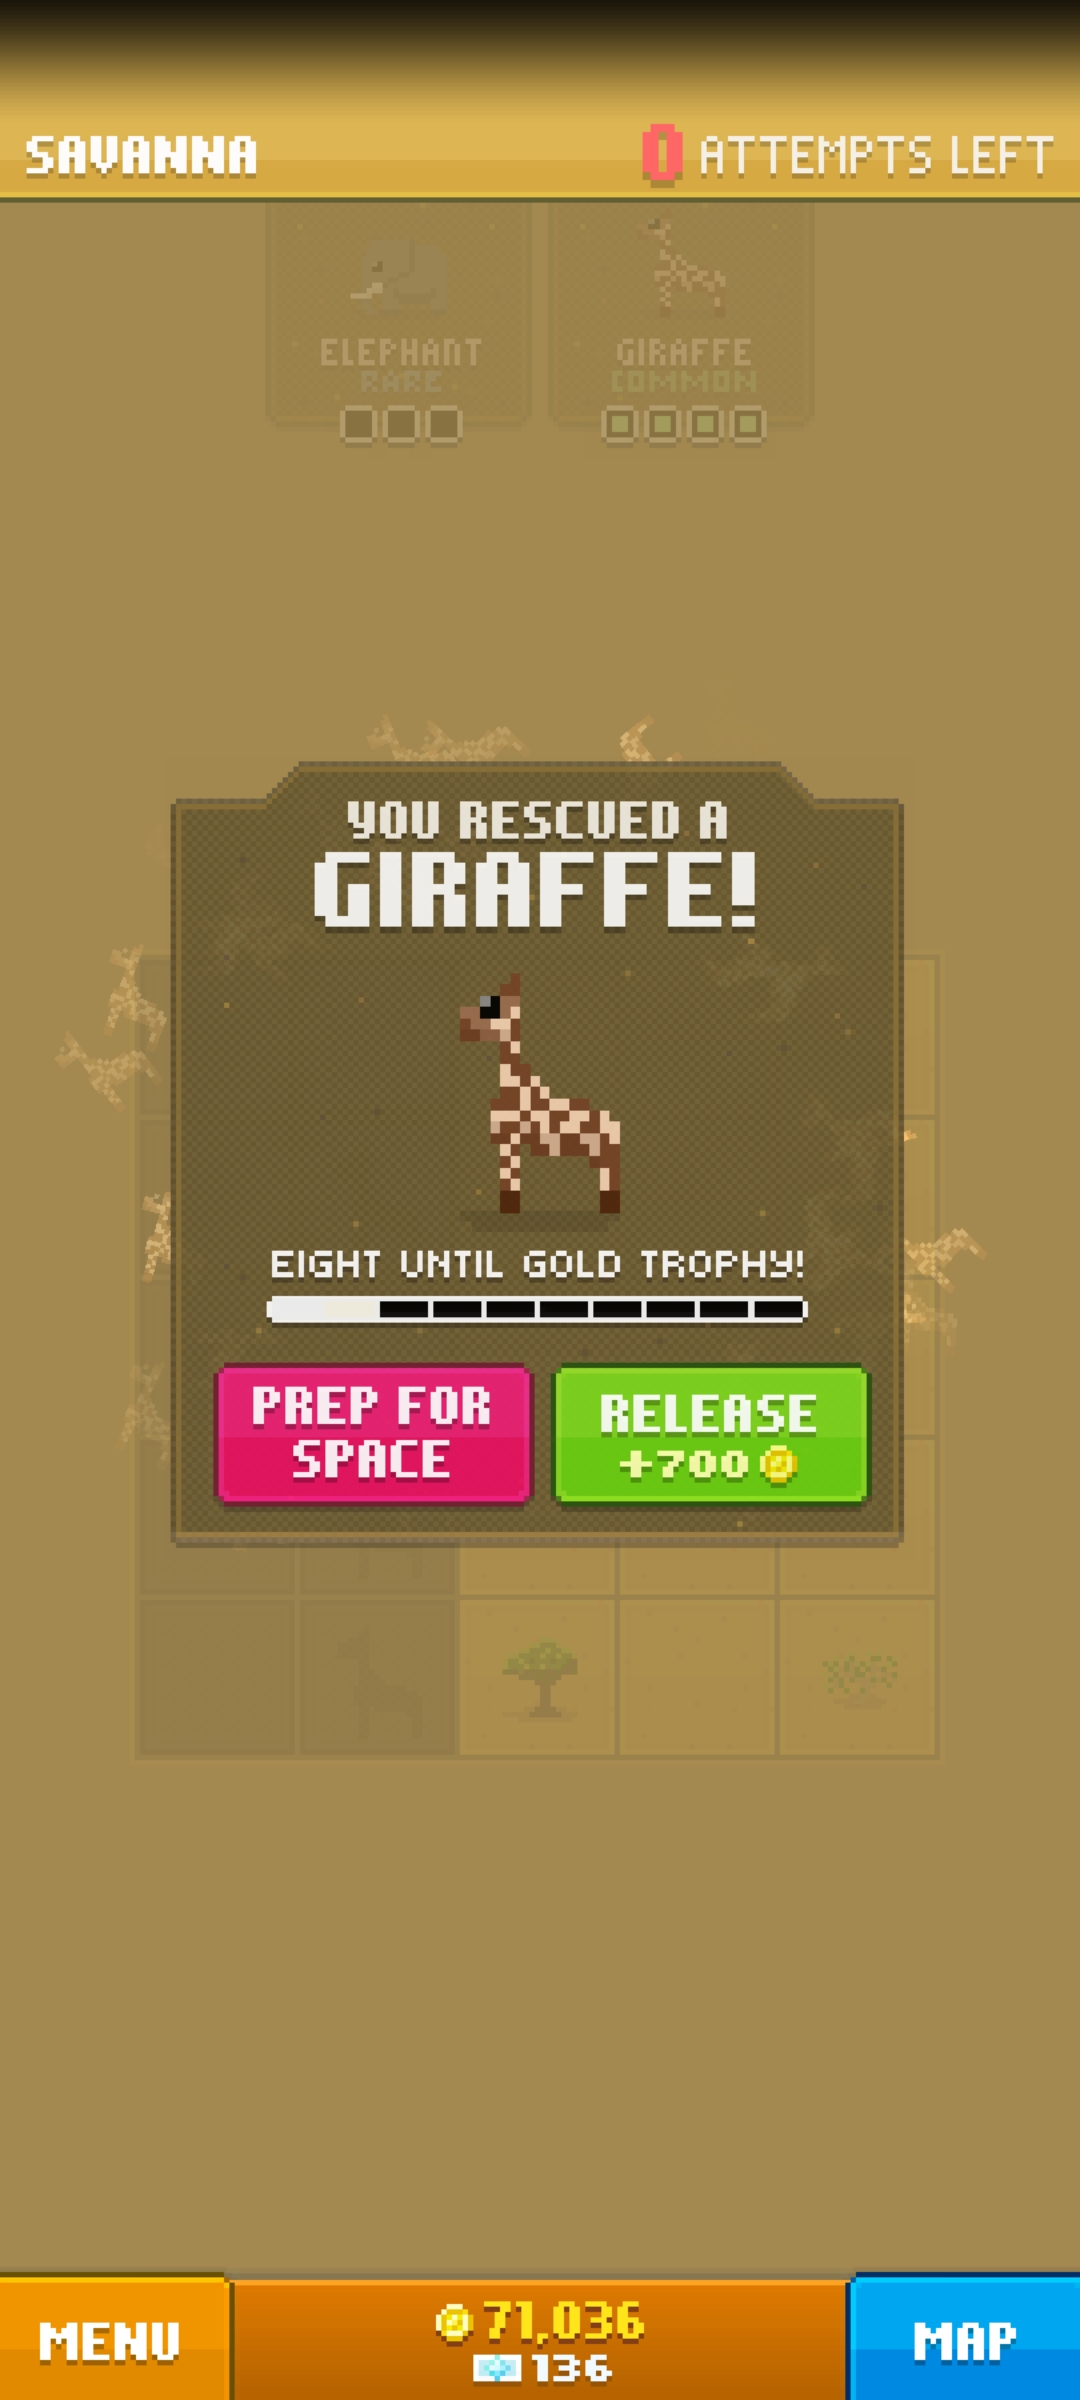 SAVANNA
0 ATTEMPTS LEFT
ELEPHANT
RARE
GIRAFFE
COMMON
YOU RESCUED A
GIRAFFE!
EIGHT UNTIL GOLD TROPHY!
PREP FOR
SPACE
RELEASE
+700
MENU
71,036
136
MAP